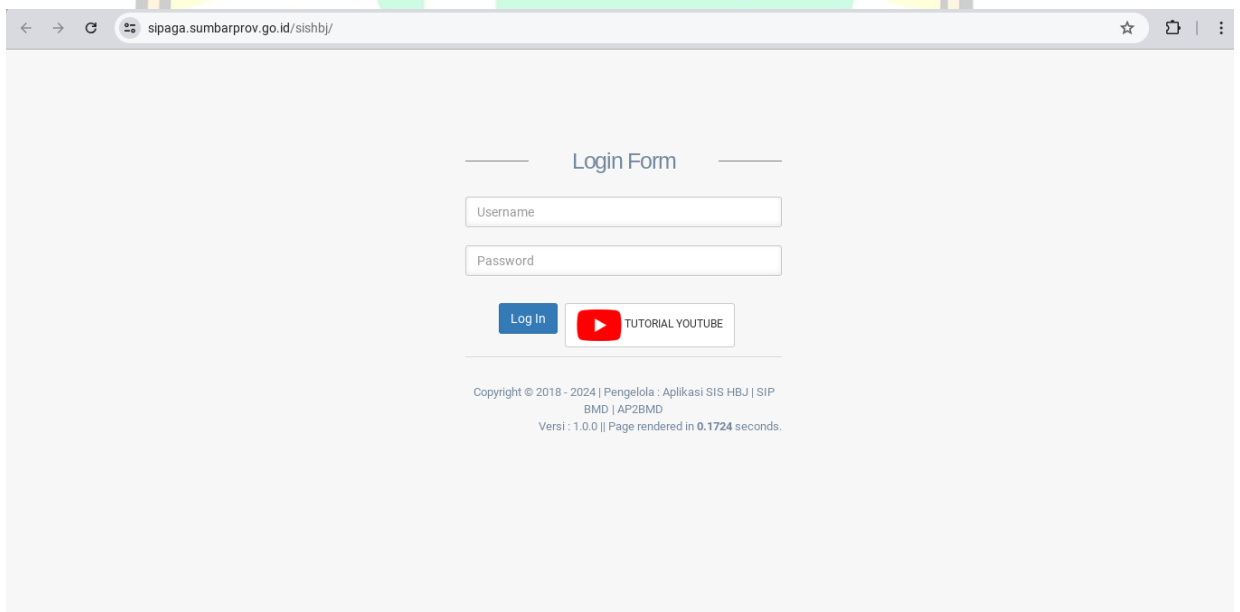 sipaga.sumbarprov.go.id/sishbj/
Login Form
Username
Password
Log In
TUTORIAL YOUTUBE
Copyright © 2018 - 2024 | Pengelola : Aplikasi SIS HBJ | SIP
BMD | AP2BMD
Versi : 1.0.0 || Page rendered in 0.1724 seconds.